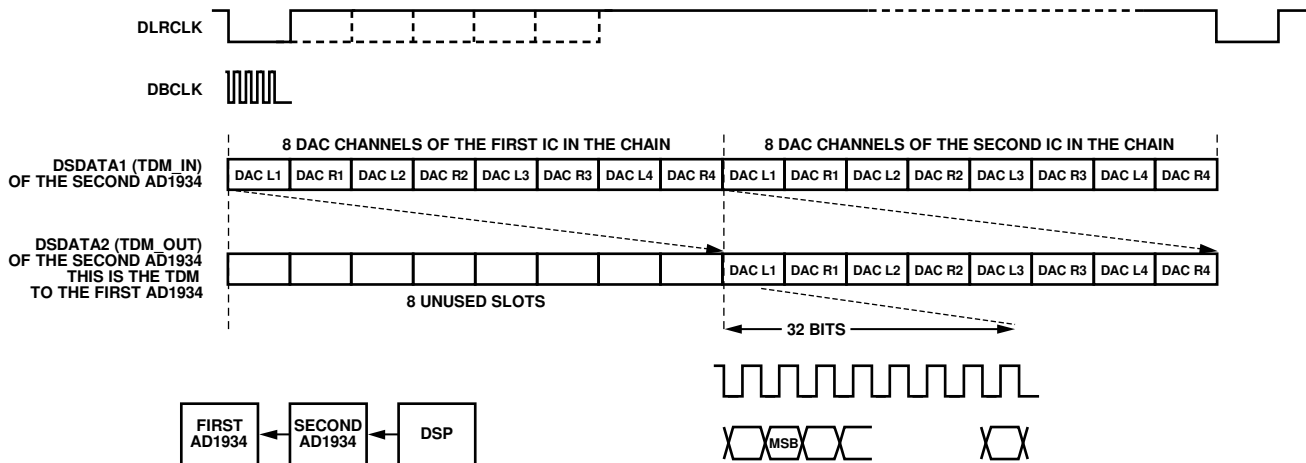 DLRCLK
DBCLK
8 DAC CHANNELS OF THE FIRST IC IN THE CHAIN
8 DAC CHANNELS OF THE SECOND IC IN THE CHAIN
DSDATA1 (TDM_IN)
OF THE SECOND AD1934
DAC L1 DAC R1 DAC L2 DAC R2 DAC L3 DAC R3 DAC L4 DAC R4 DAC L1 DAC R1 DAC L2 DAC R2 DAC L3 DAC R3 DAC L4 DAC R4
DSDATA2 (TDM_OUT)
OF THE SECOND AD1934
THIS IS THE TDM
TO THE FIRST AD1934
DAC L1 DAC R1 DAC L2 DAC R2 DAC L3 DAC R3 DAC L4 DAC R4
8 UNUSED SLOTS
32 BITS
FIRST
AD1934
SECOND
AD1934
DSP
MSB